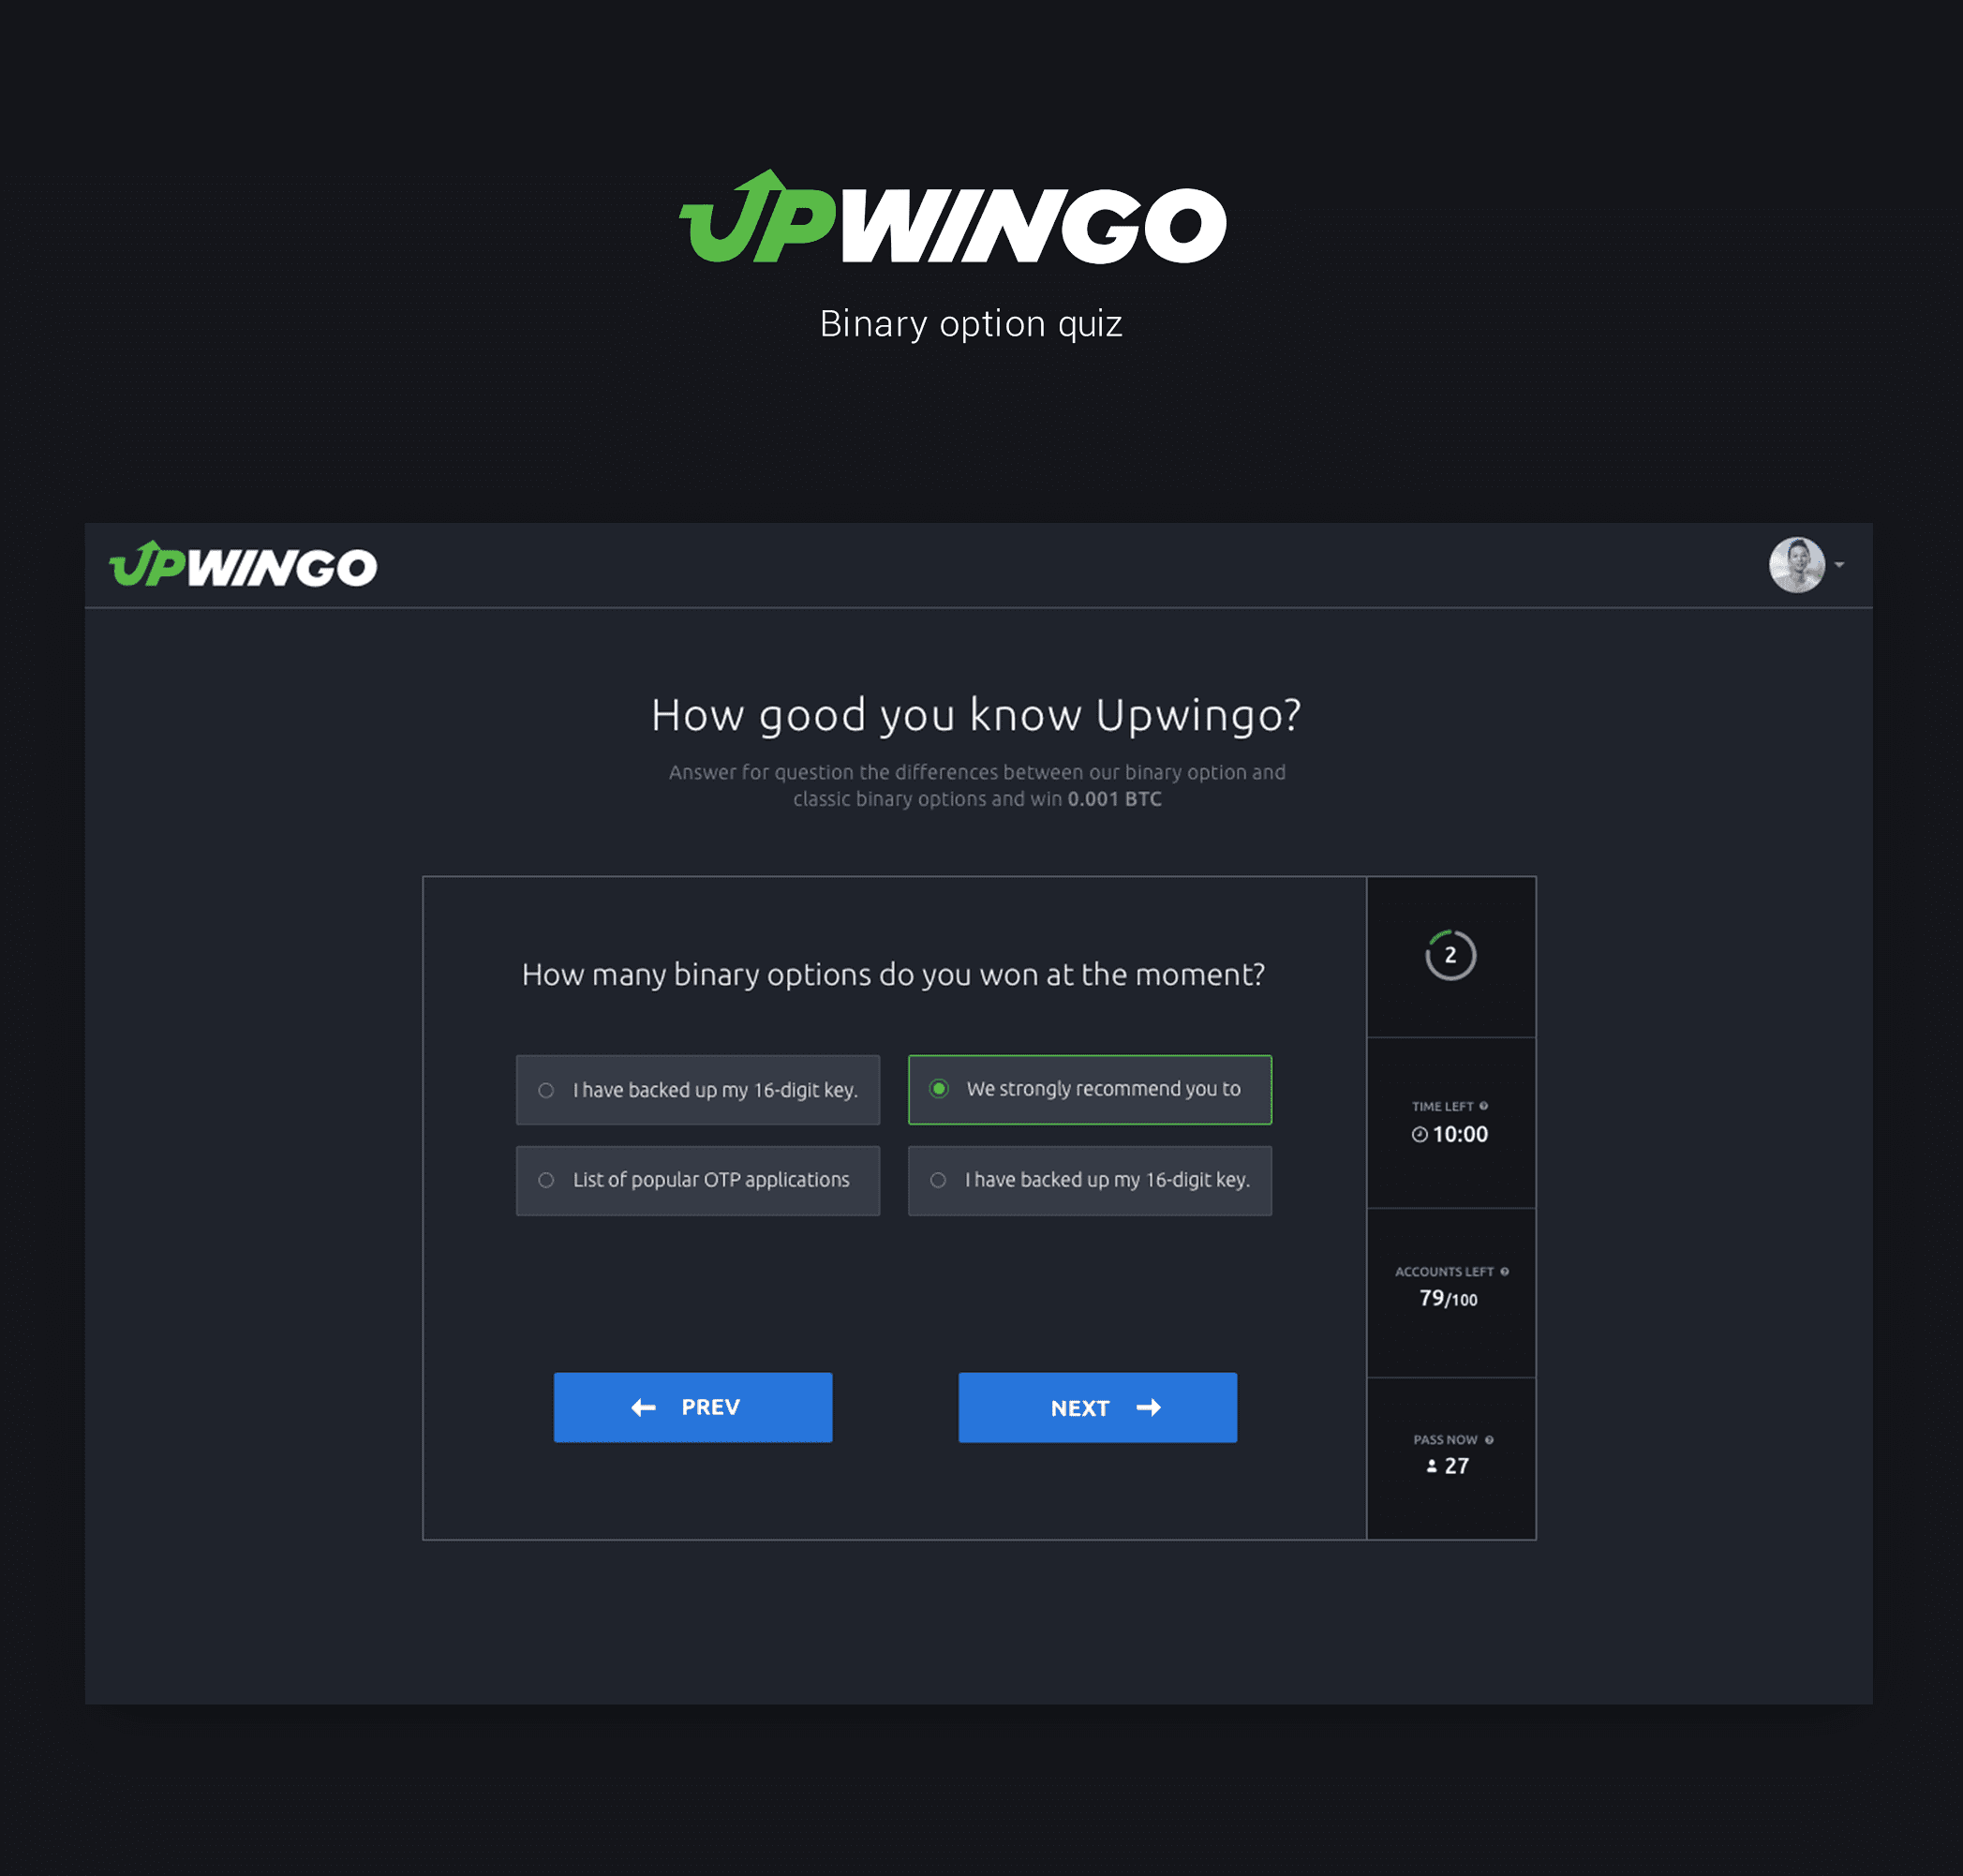 UPWINGO
Binary option quiz
UPWINGO
How good you know Upwingo?
Answer for question the differences between our binary option and
classic binary options and win 0.001 BTC
How many binary options do you won at the moment?
I have backed up my 16-digit key.
We strongly recommend you to
List of popular OTP applications
I have backed up my 16-digit key.
PREV
NEXT
2
TIME LEFT ?
10:00
ACCOUNTS LEFT ?
79/100
PASS NOW ?
27